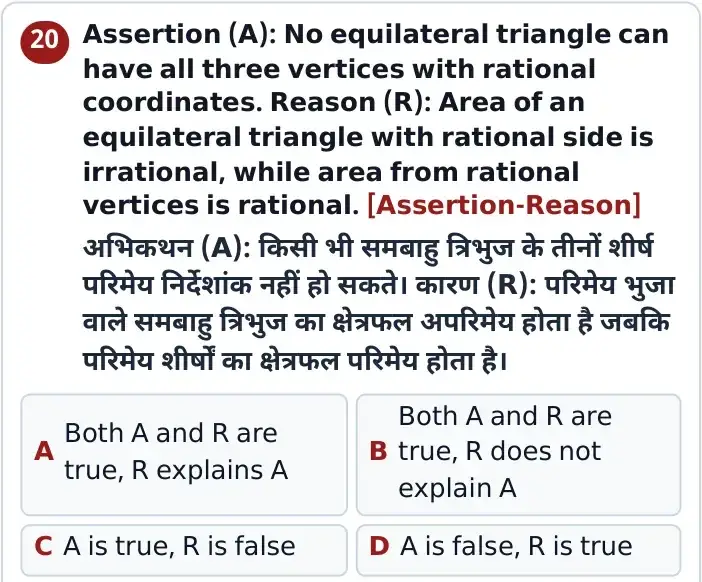 20 Assertion (A): No equilateral triangle can
have all three vertices with rational
coordinates. Reason (R): Area of an
equilateral triangle with rational side is
irrational, while area from rational
vertices is rational. [Assertion-Reason]
अभिकथन (A): किसी भी समबाहु त्रिभुज के तीनों शीर्ष
परिमेय निर्देशांक नहीं हो सकते। कारण (R): परिमेय भुजा
वाले समबाहु त्रिभुज का क्षेत्रफल अपरिमेय होता है जबकि
परिमेय शीर्षों का क्षेत्रफल परिमेय होता है।
A Both A and R are
true, R explains A
B Both A and R are
true, R does not
explain A
C A is true, R is false
D A is false, R is true